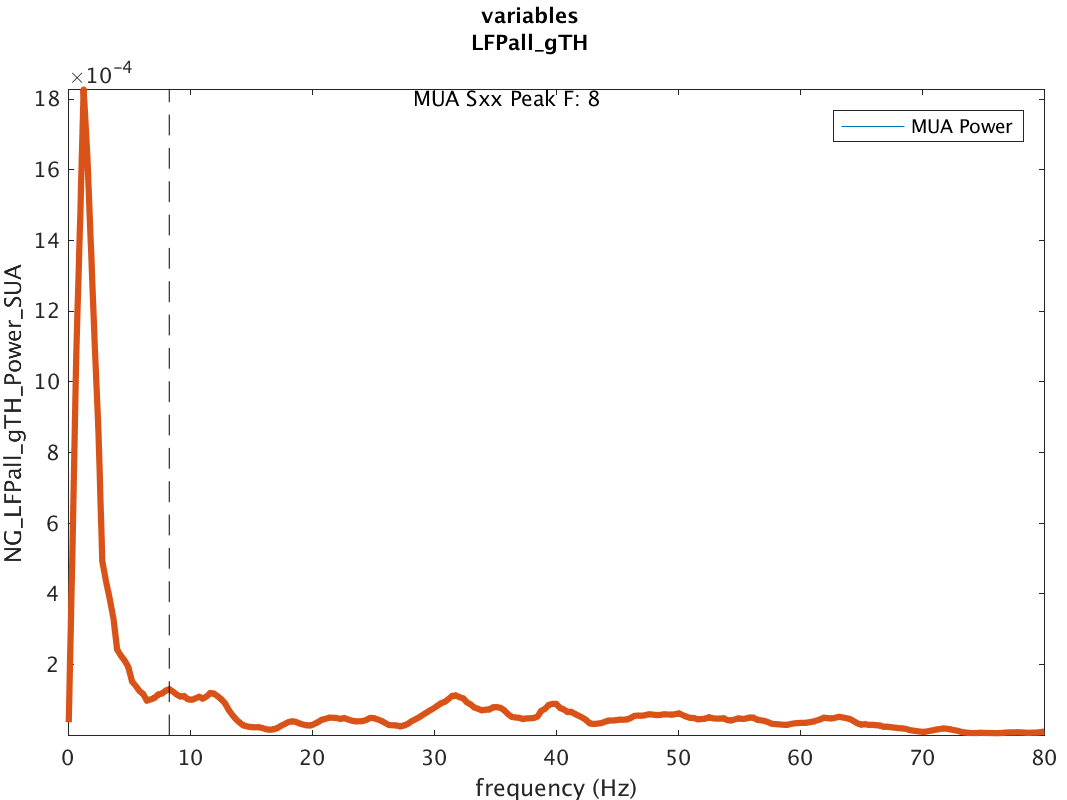 variables
LFPall_gTH
×10⁻⁴
MUA Sxx Peak F: 8
MUA Power
18
16
14
12
10
8
6
4
2
NG_LFPall_gTH_Power_SUA
0 10 20 30 40 50 60 70 80
frequency (Hz)